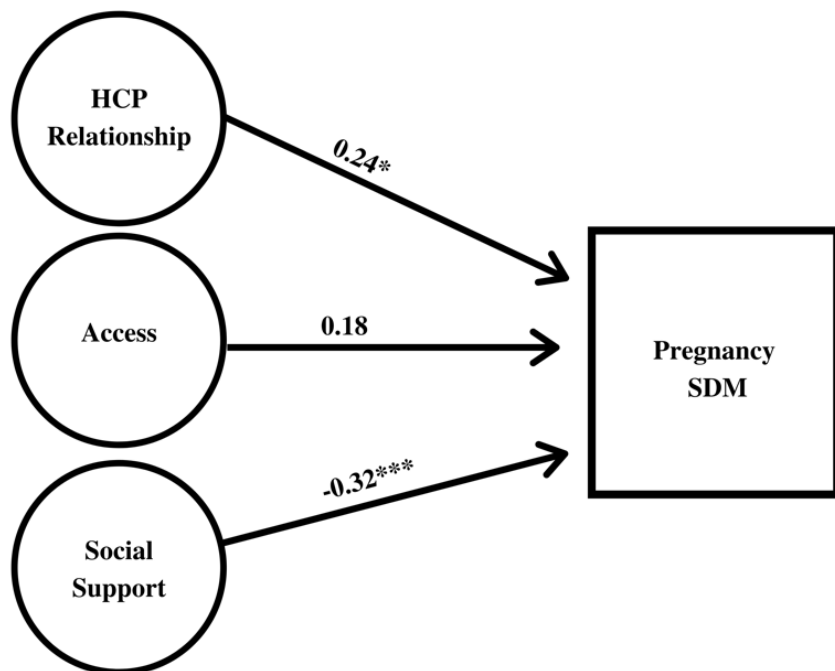 HCP
Relationship
0.24*
Access
0.18
Pregnancy
SDM
-0.32***
Social
Support